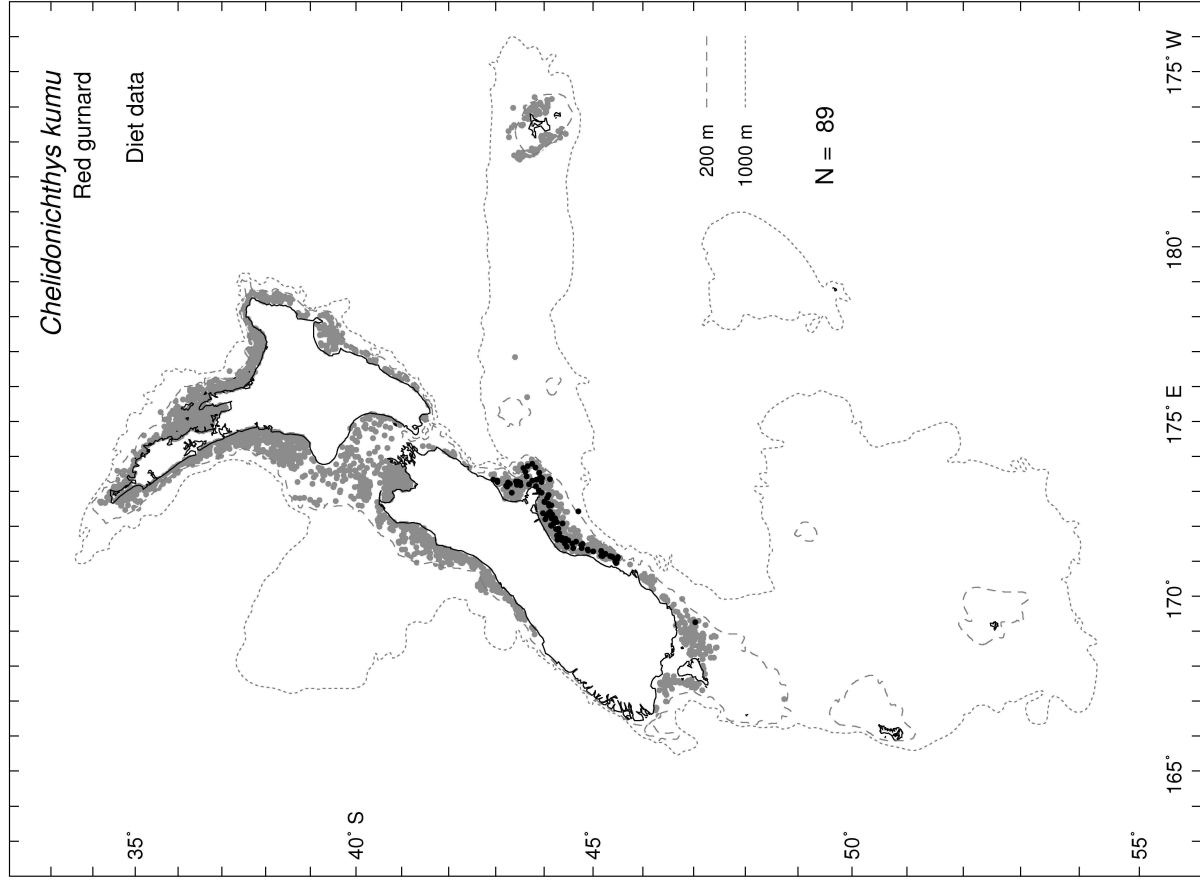 Chelidonichthys kumu
Red gurnard
Diet data
200 m
1000 m
N = 89
35°
40° S
45°
50°
55°
165°
170°
175° E
180°
175° W